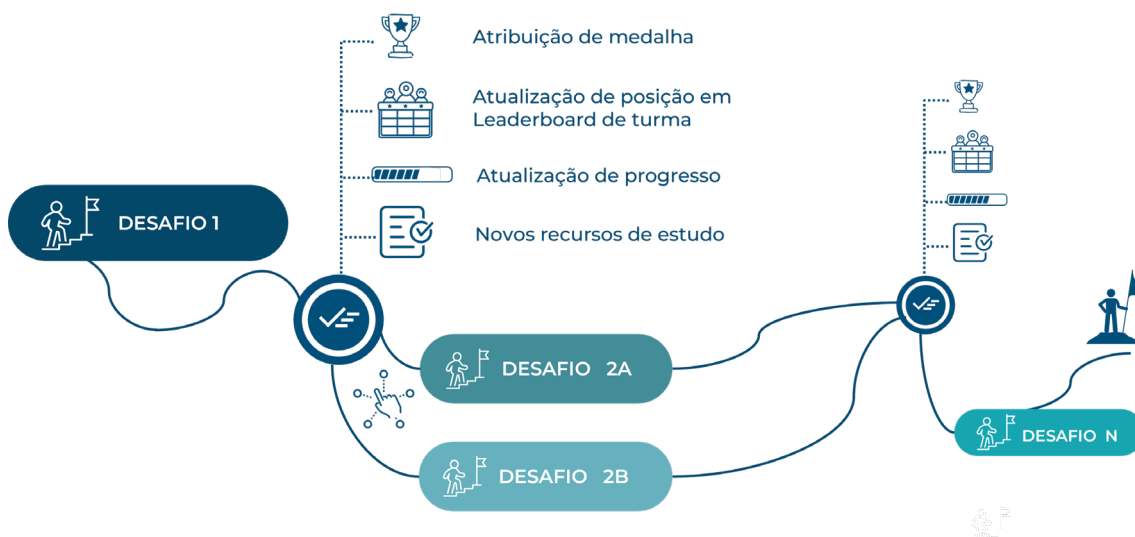 Atribuição de medalha
Atualização de posição em
Leaderboard de turma
Atualização de progresso
Novos recursos de estudo
DESAFIO 1
DESAFIO 2A
DESAFIO 2B
DESAFIO N